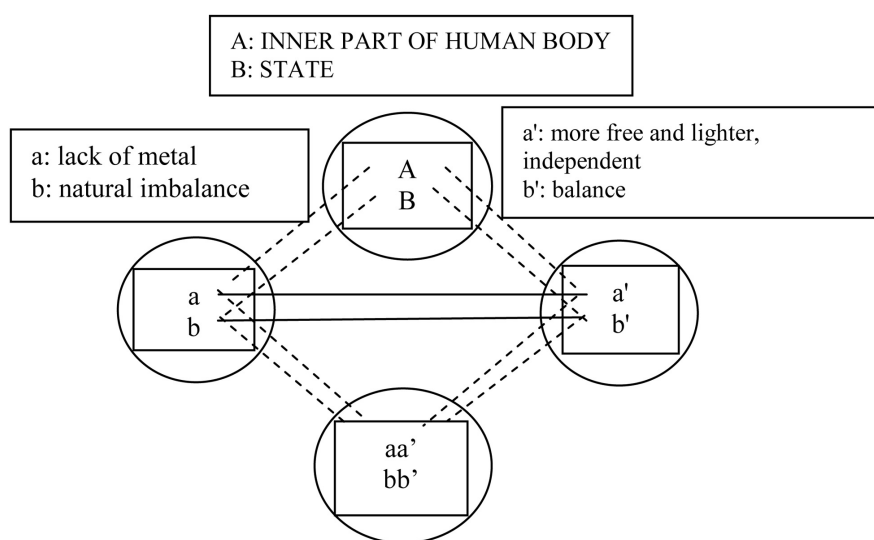 A: INNER PART OF HUMAN BODY
B: STATE
a': more free and lighter,
independent
b': balance
a: lack of metal
b: natural imbalance
A
B
a
b
a'
b'
aa’
bb’